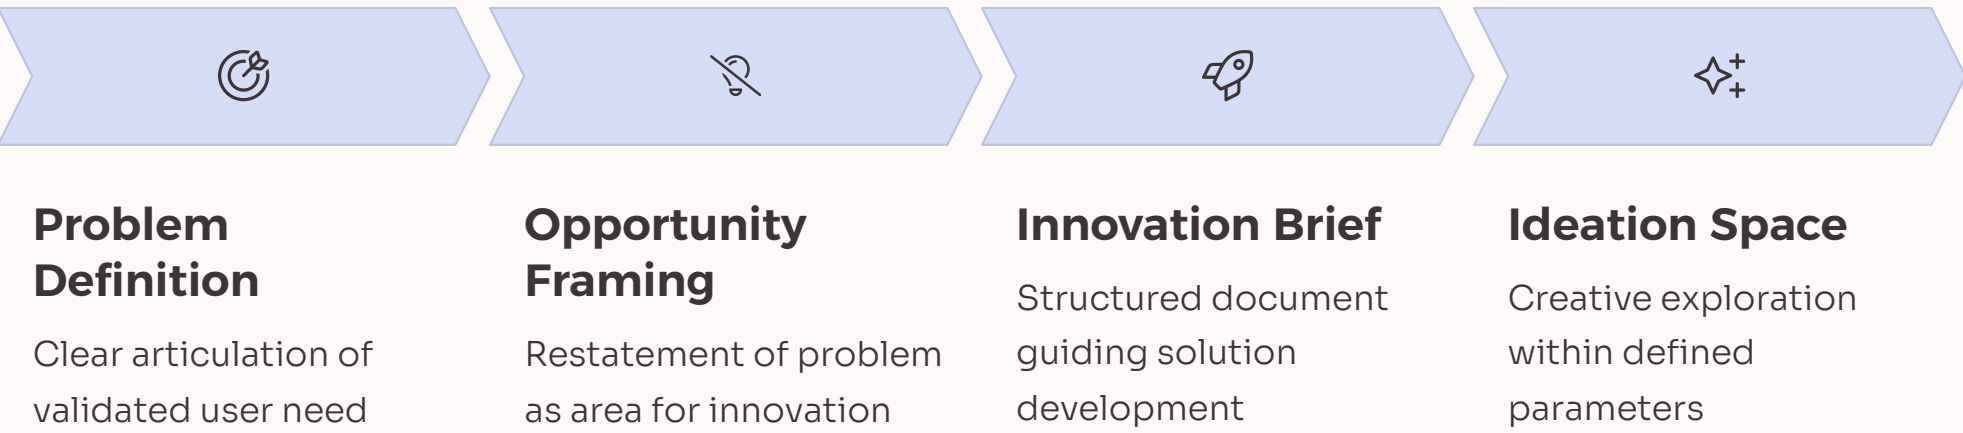 Problem
Definition
Clear articulation of
validated user need
Opportunity
Framing
Restatement of problem
as area for innovation
Innovation Brief
Structured document
guiding solution
development
Ideation Space
Creative exploration
within defined
parameters